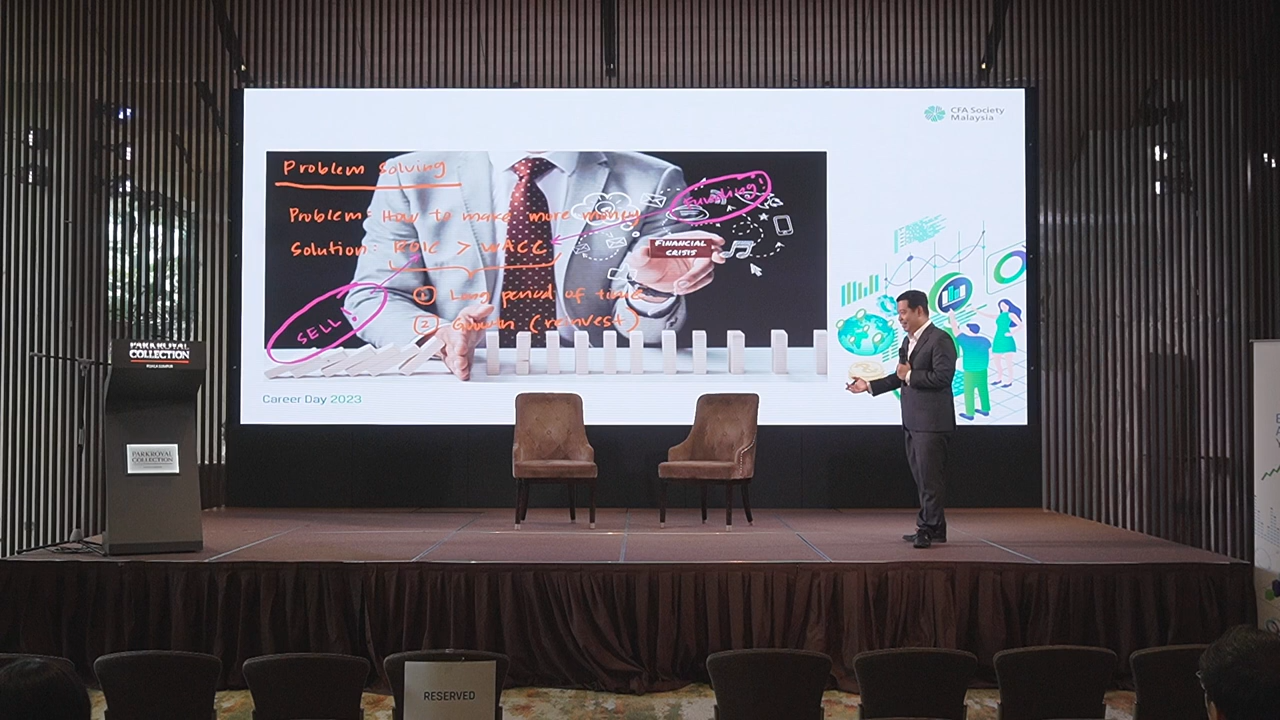 CFA Society
Malaysia
Problem Solving
Problem: How to make more money
Investing!
Solution: ROIC > WACC
FINANCIAL
CRISIS
① Long period of time
② Growth (reinvest)
SELL!
Career Day 2023
PARKROYAL
COLLECTION
KUALA LUMPUR
PARKROYAL
COLLECTION
RESERVED